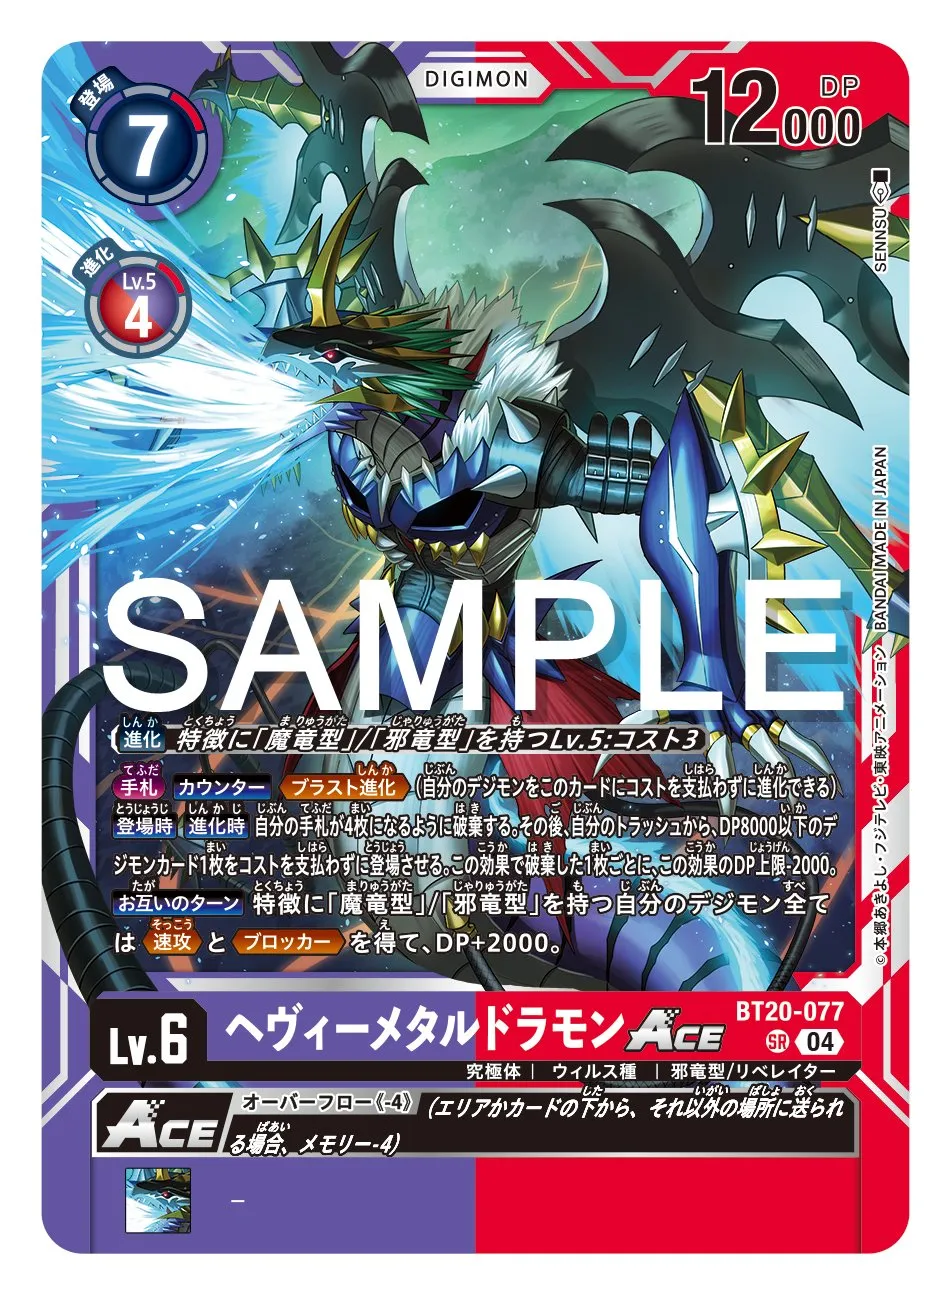 登場
7
DIGIMON
12000
DP
進化
Lv.5
4
SENNSU
BANDAI MADE IN JAPAN
©本郷あきよし・フジテレビ・東映アニメーション
SAMPLE
進化 特徴に「魔竜型」/「邪竜型」を持つLv.5:コスト3
手札 カウンター ブラスト進化 (自分のデジモンをこのカードにコストを支払わずに進化できる)
登場時 進化時 自分の手札が4枚になるように破棄する。その後、自分のトラッシュから、DP8000以下のデ
ジモンカード1枚をコストを支払わずに登場させる。この効果で破棄した1枚ごとに、この効果のDP上限-2000。
お互いのターン 特徴に「魔竜型」/「邪竜型」を持つ自分のデジモン全て
は 速攻 と ブロッカー を得て、DP+2000。
Lv.6
ヘヴィーメタルドラモン ACE
BT20-077
SR 04
究極体 | ウィルス種 | 邪竜型/リベレイター
ACE
オーバーフロー《-4》 (エリアかカードの下から、それ以外の場所に送られ
る場合、メモリー-4)
–